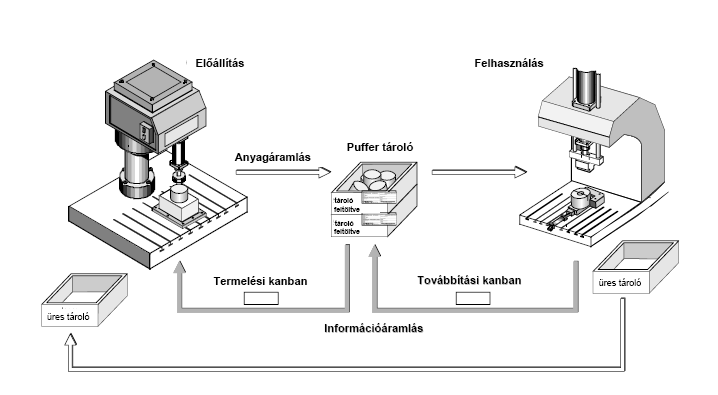 Előállítás
Felhasználás
Anyagáramlás
Puffer tároló
tároló
feltöltve
tároló
feltöltve
Termelési kanban
Továbbítási kanban
üres tároló
üres tároló
Információáramlás